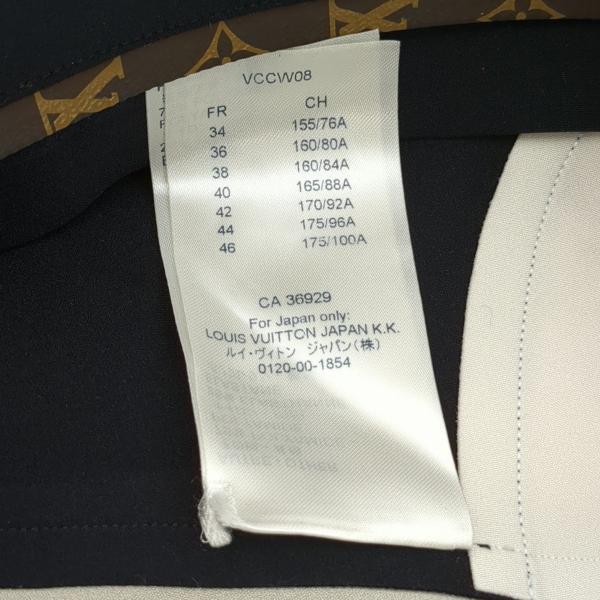 VCCW08
FR CH
34 155/76A
36 160/80A
38 160/84A
40 165/88A
42 170/92A
44 175/96A
46 175/100A
CA 36929
For Japan only:
LOUIS VUITTON JAPAN K.K.
ルイ・ヴィトン ジャパン(株)
0120-00-1854